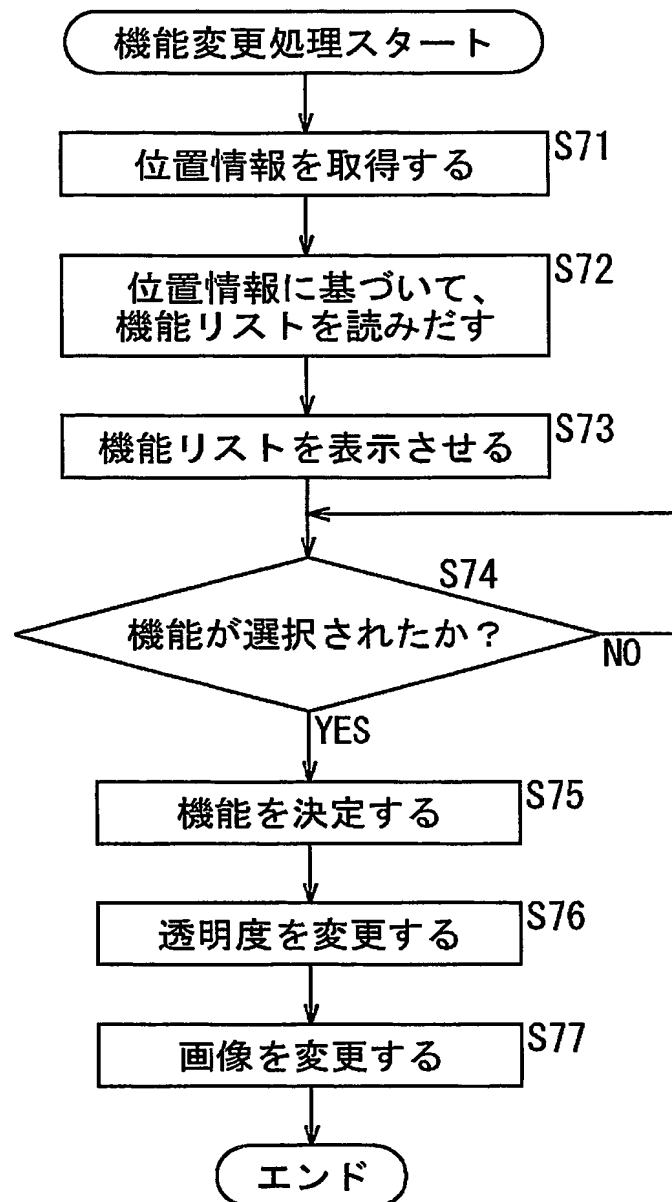 機能変更処理スタート
S71
位置情報を取得する
S72
位置情報に基づいて、
機能リストを読みだす
S73
機能リストを表示させる
S74
機能が選択されたか?
NO
YES
S75
機能を決定する
S76
透明度を変更する
S77
画像を変更する
エンド